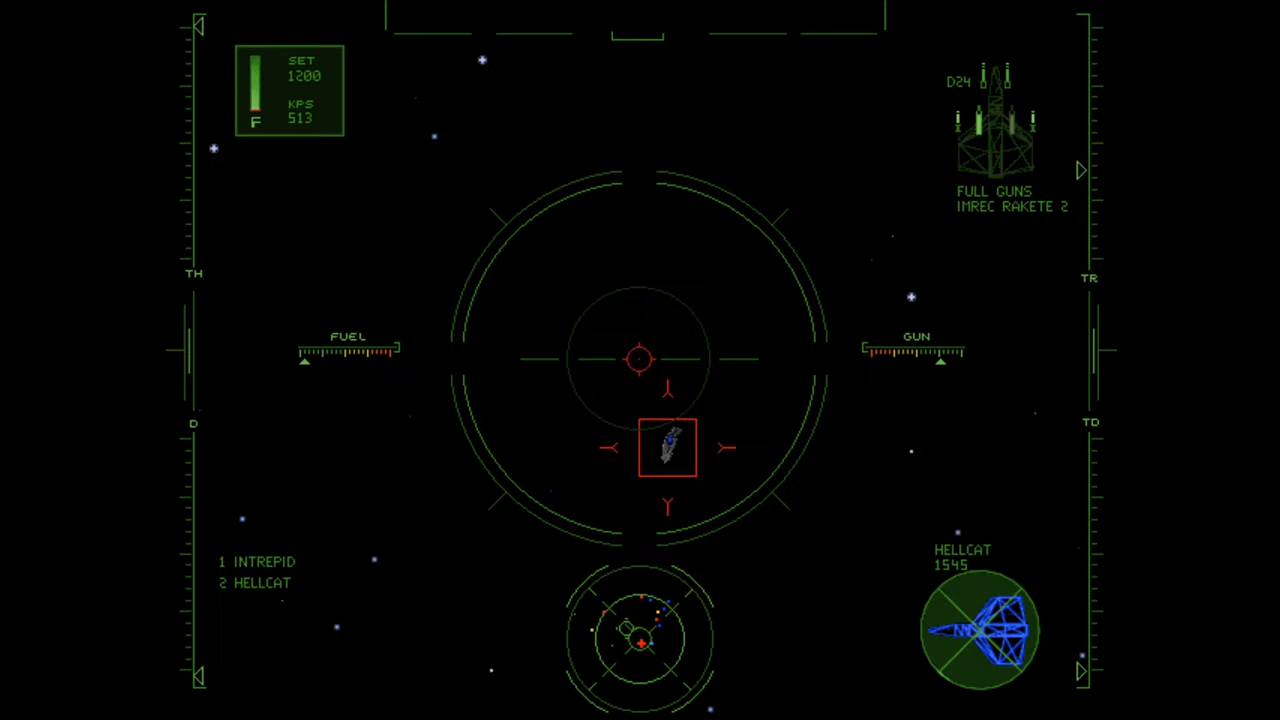 SET
1200
KPS
513
F
D24
FULL GUNS
IMREC RAKETE 2
TH
TR
FUEL
GUN
D
TD
1 INTREPID
2 HELLCAT
HELLCAT
1545